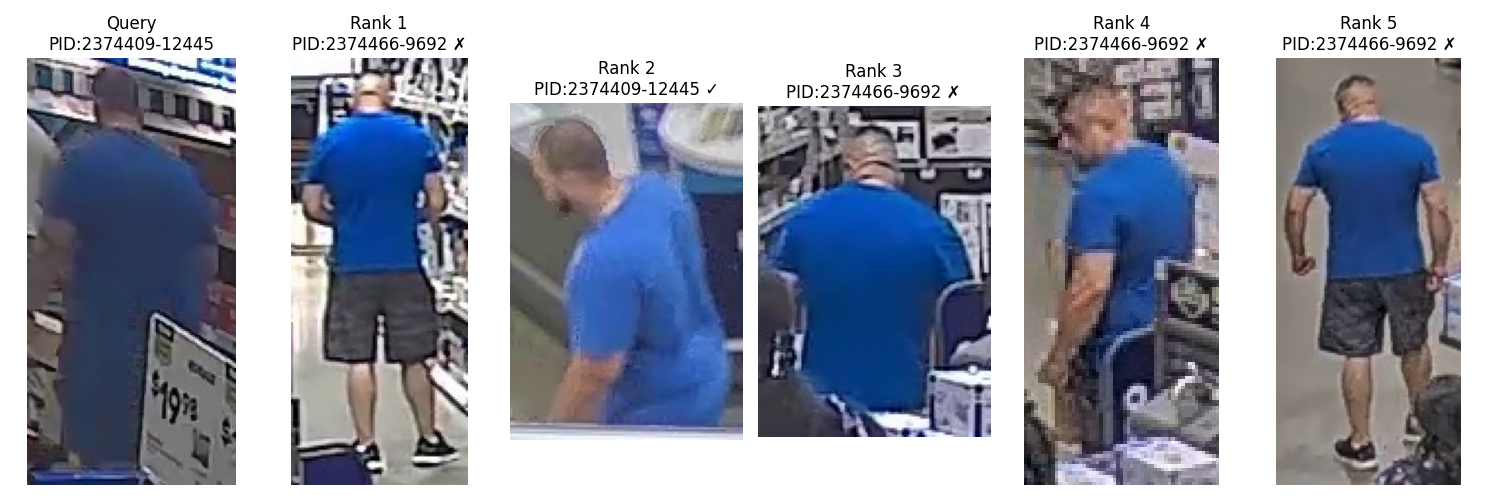 Query
PID:2374409-12445
Rank 1
PID:2374466-9692 ✗
Rank 2
PID:2374409-12445 ✓
Rank 3
PID:2374466-9692 ✗
Rank 4
PID:2374466-9692 ✗
Rank 5
PID:2374466-9692 ✗
$19.98